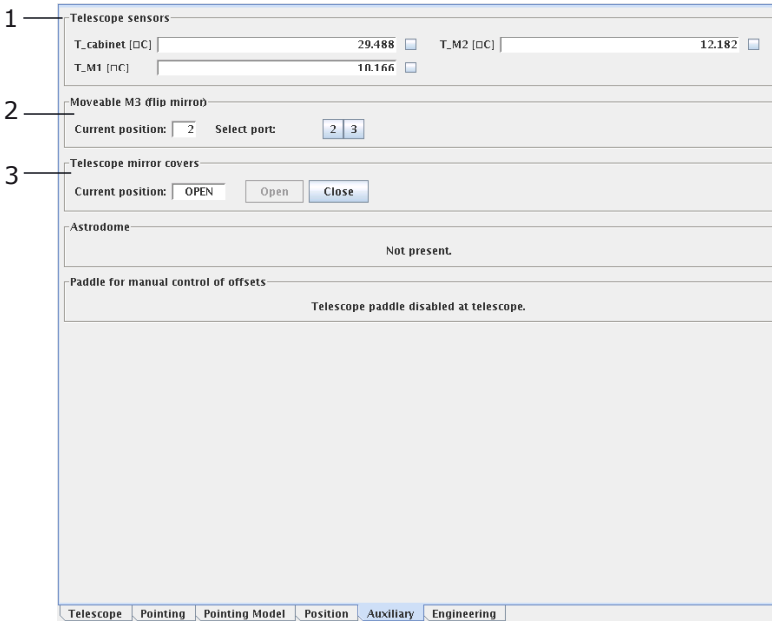 1
Telescope sensors
T_cabinet [□C] 29.488 T_M2 [□C] 12.182
T_M1 [□C] 10.166
2
Moveable M3 (flip mirror)
Current position: 2 Select port: 2 3
3
Telescope mirror covers
Current position: OPEN Open Close
Astrodome
Not present.
Paddle for manual control of offsets
Telescope paddle disabled at telescope.
Telescope Pointing Pointing Model Position Auxiliary Engineering